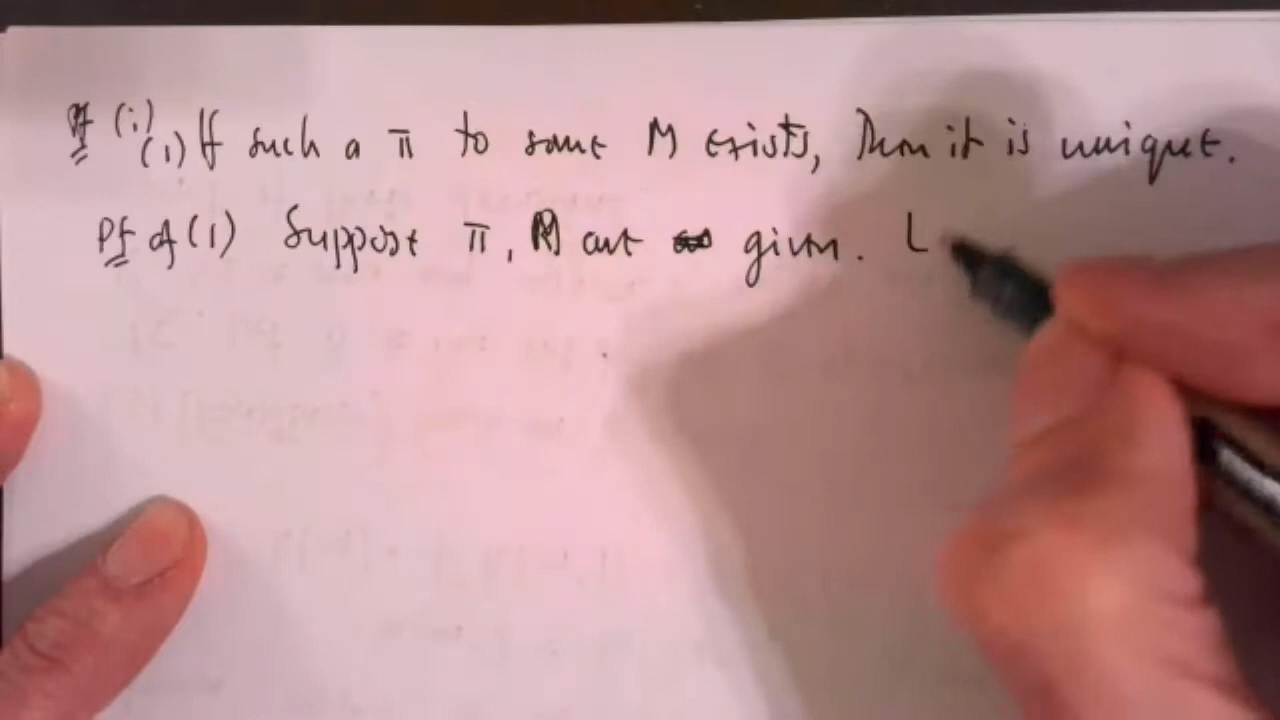 Pf (i) (1) If such a π to some M exists, then it is unique.
Pf of (1) Suppose π, M are given. L